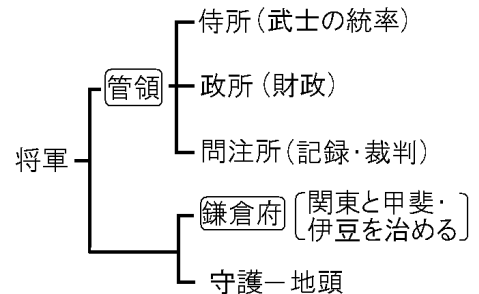 侍所（武士の統率）
管領
政所（財政）
問注所（記録・裁判）
将軍
鎌倉府
関東と甲斐・
伊豆を治める
守護－地頭